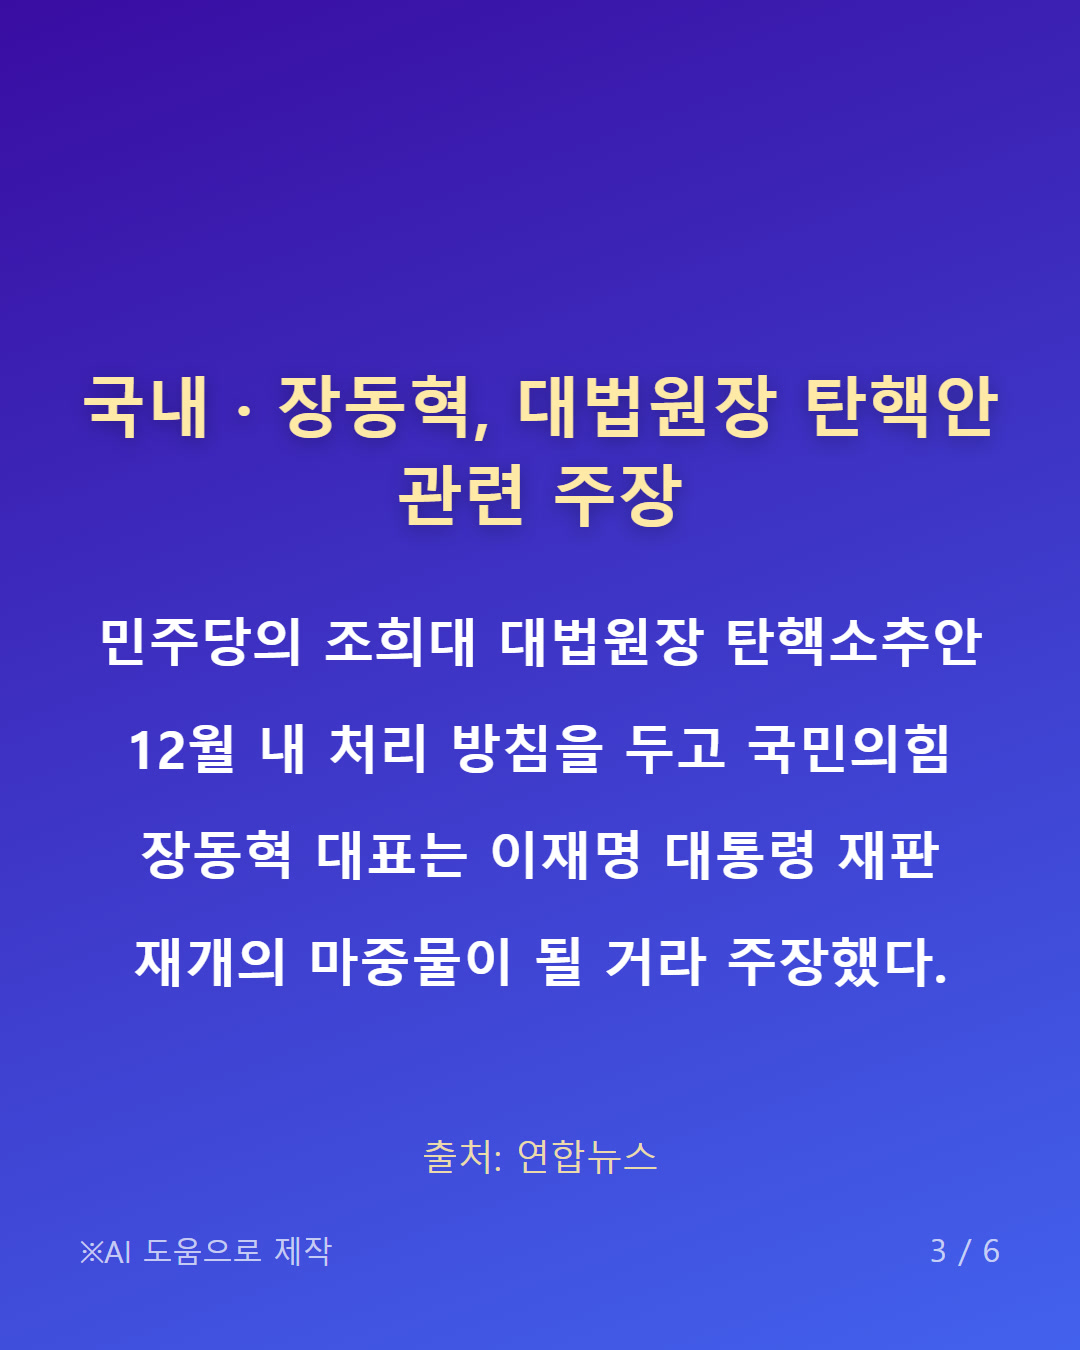 국내 · 장동혁, 대법원장 탄핵안
관련 주장
민주당의 조희대 대법원장 탄핵소추안
12월 내 처리 방침을 두고 국민의힘
장동혁 대표는 이재명 대통령 재판
재개의 마중물이 될 거라 주장했다.
출처: 연합뉴스
※AI 도움으로 제작
3 / 6